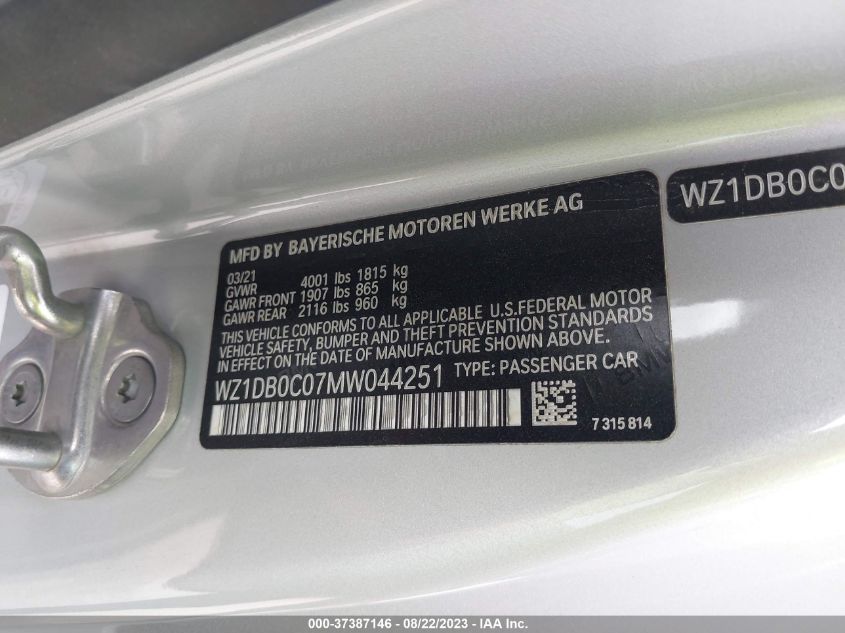 MFD BY BAYERISCHE MOTOREN WERKE AG
03/21
GVWR 4001 lbs 1815 kg
GAWR FRONT 1907 lbs 865 kg
GAWR REAR 2116 lbs 960 kg
THIS VEHICLE CONFORMS TO ALL APPLICABLE U.S.FEDERAL MOTOR
VEHICLE SAFETY, BUMPER AND THEFT PREVENTION STANDARDS
IN EFFECT ON THE DATE OF MANUFACTURE SHOWN ABOVE.
WZ1DB0C07MW044251 TYPE: PASSENGER CAR
7 315 814
WZ1DB0C0
000-37387146 - 08/22/2023 - IAA Inc.